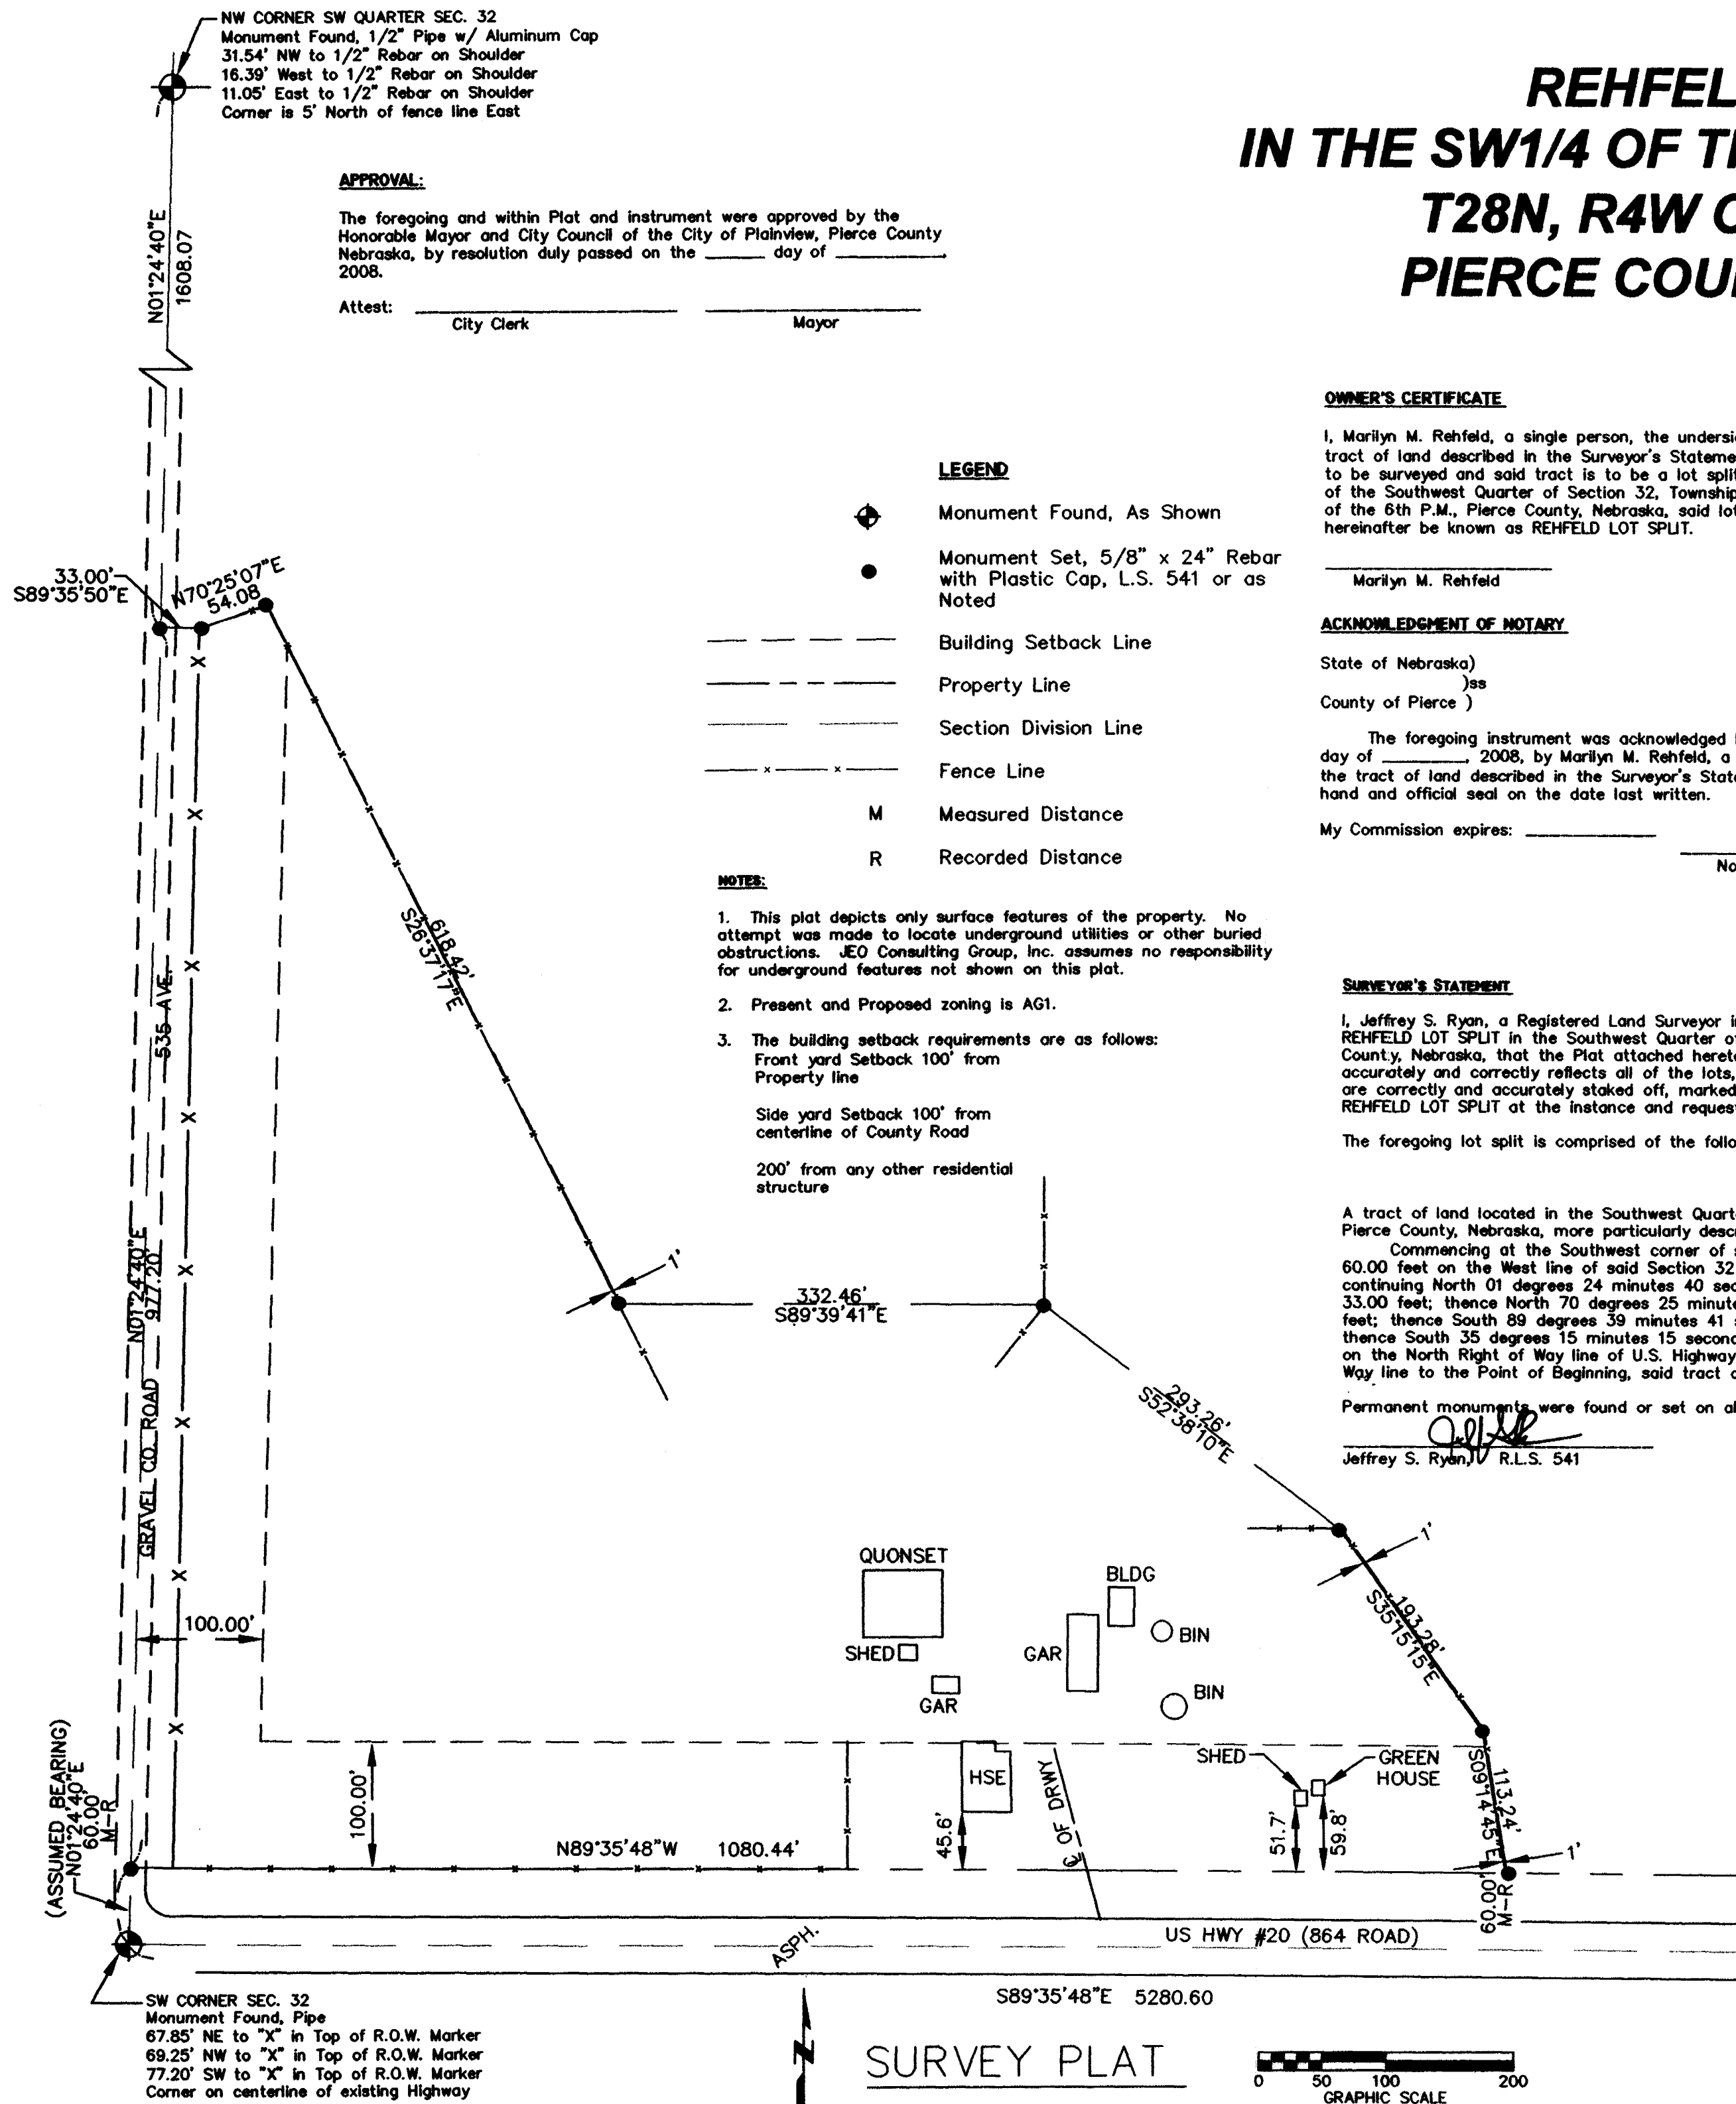 NW CORNER SW QUARTER SEC. 32
Monument Found, 1/2" Pipe w/ Aluminum Cap
31.54' NW to 1/2" Rebar on Shoulder
16.39' West to 1/2" Rebar on Shoulder
11.05' East to 1/2" Rebar on Shoulder
Corner is 5' North of fence line East
REHFEL
IN THE SW1/4 OF T
T28N, R4W
PIERCE COU
APPROVAL:
The foregoing and within Plat and instrument were approved by the
Honorable Mayor and City Council of the City of Plainview, Pierce County
Nebraska, by resolution duly passed on the ______ day of ____________,
2008.
Attest:
City Clerk
Mayor
N01°24'40"E
1608.07
LEGEND
Monument Found, As Shown
Monument Set, 5/8" x 24" Rebar
with Plastic Cap, L.S. 541 or as
Noted
Building Setback Line
Property Line
Section Division Line
Fence Line
M Measured Distance
R Recorded Distance
NOTES:
1. This plat depicts only surface features of the property. No
attempt was made to locate underground utilities or other buried
obstructions. JEO Consulting Group, Inc. assumes no responsibility
for underground features not shown on this plat.
2. Present and Proposed zoning is AG1.
3. The building setback requirements are as follows:
Front yard Setback 100' from
Property line
Side yard Setback 100' from
centerline of County Road
200' from any other residential
structure
OWNER'S CERTIFICATE
I, Marilyn M. Rehfeld, a single person, the undersi
tract of land described in the Surveyor's Stateme
to be surveyed and said tract is to be a lot split
of the Southwest Quarter of Section 32, Township
of the 6th P.M., Pierce County, Nebraska, said lot
hereinafter be known as REHFELD LOT SPLIT.
Marilyn M. Rehfeld
ACKNOWLEDGMENT OF NOTARY
State of Nebraska)
)ss
County of Pierce )
The foregoing instrument was acknowledged
day of _________, 2008, by Marilyn M. Rehfeld, a
the tract of land described in the Surveyor's State
hand and official seal on the date last written.
My Commission expires: ______________
No
SURVEYOR'S STATEMENT
I, Jeffrey S. Ryan, a Registered Land Surveyor i
REHFELD LOT SPLIT in the Southwest Quarter o
County, Nebraska, that the Plat attached heret
accurately and correctly reflects all of the lots,
are correctly and accurately staked off, marked
REHFELD LOT SPLIT at the instance and reques
The foregoing lot split is comprised of the follo
A tract of land located in the Southwest Quart
Pierce County, Nebraska, more particularly desc
Commencing at the Southwest corner of s
60.00 feet on the West line of said Section 32
continuing North 01 degrees 24 minutes 40 sec
33.00 feet; thence North 70 degrees 25 minute
feet; thence South 89 degrees 39 minutes 41 s
thence South 35 degrees 15 minutes 15 second
on the North Right of Way line of U.S. Highway
Way line to the Point of Beginning, said tract c
Permanent monuments were found or set on al
Jeffrey S. Ryan, R.L.S. 541
33.00'
S89°35'50"E
N70°25'07"E
54.08
618.42'
S26°37'17"E
535 AVE.
N01°24'40"E
977.20'
GRAVEL CO. ROAD
1'
332.46'
S89°39'41"E
293.26'
S52°38'10"E
1'
193.28'
S35°15'15"E
QUONSET
SHED
GAR
BLDG
GAR
BIN
BIN
100.00'
100.00'
HSE
45.6'
℄ OF DRWY
SHED
GREEN
HOUSE
51.7'
59.8'
113.24'
S09°14'45"E
1'
60.00'
M-R
N89°35'48"W 1080.44'
(ASSUMED BEARING)
N01°24'40"E
60.00'
M-R
ASPH.
US HWY #20 (864 ROAD)
S89°35'48"E 5280.60
SW CORNER SEC. 32
Monument Found, Pipe
67.85' NE to "X" in Top of R.O.W. Marker
69.25' NW to "X" in Top of R.O.W. Marker
77.20' SW to "X" in Top of R.O.W. Marker
Corner on centerline of existing Highway
N
SURVEY PLAT
0 50 100 200
GRAPHIC SCALE